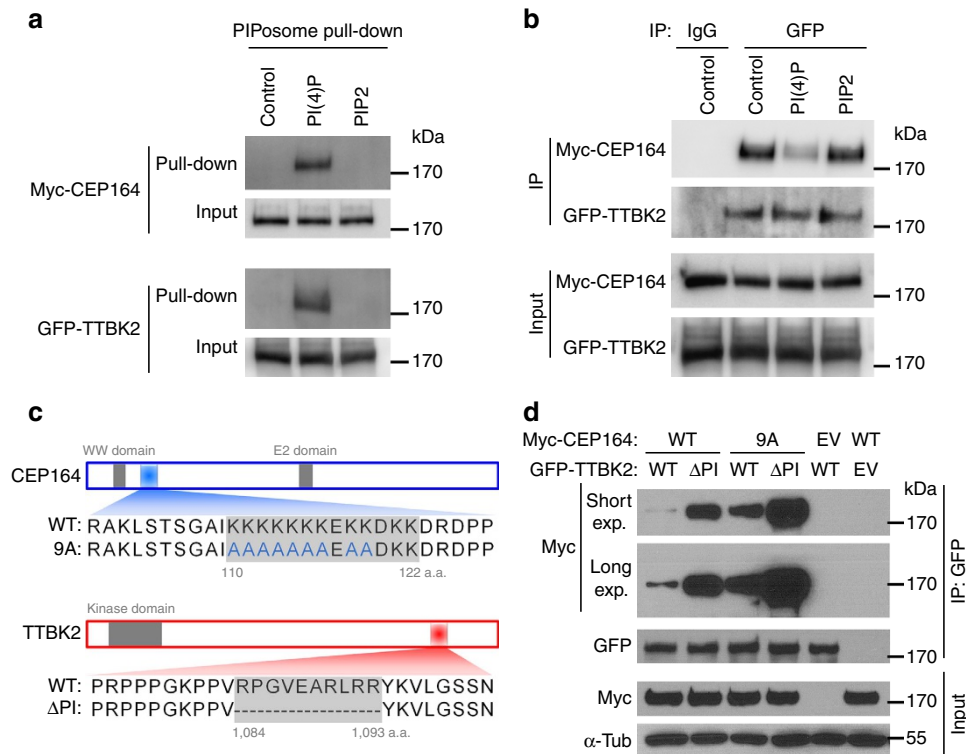 a
PIPosome pull-down
Control
PI(4)P
PIP2
kDa
Myc-CEP164
Pull-down
170
Input
170
GFP-TTBK2
Pull-down
170
Input
170
b
IP: IgG GFP
Control
Control
PI(4)P
PIP2
kDa
IP
Myc-CEP164
170
GFP-TTBK2
170
Input
Myc-CEP164
170
GFP-TTBK2
170
c
WW domain
E2 domain
CEP164
WT: RAKLSTSGAIKKKKKKKEKKDKKDRDPP
9A: RAKLSTSGAIAAAAAAAEAADKKDRDPP
110 122 a.a.
Kinase domain
TTBK2
WT: PRPPPGKPPVRPGVEARLRRYKVLGSSN
ΔPI: PRPPPGKPPV----------YKVLGSSN
1,084 1,093 a.a.
d
Myc-CEP164: WT 9A EV WT
GFP-TTBK2: WT ΔPI WT ΔPI WT EV
kDa
Myc
Short exp.
170
Long exp.
170
GFP
170
IP: GFP
Myc
170
α-Tub
55
Input